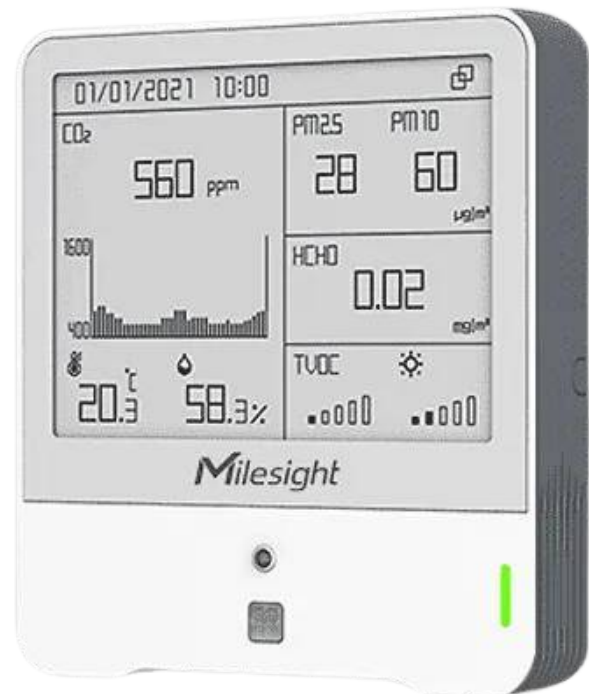 01/01/2021 10:00
CO₂
560 ppm
1600
400
20.3 °C
58.3%
PM2.5 PM10
28 60
µg/m³
HCHO
0.02
mg/m³
TVOC
Milesight